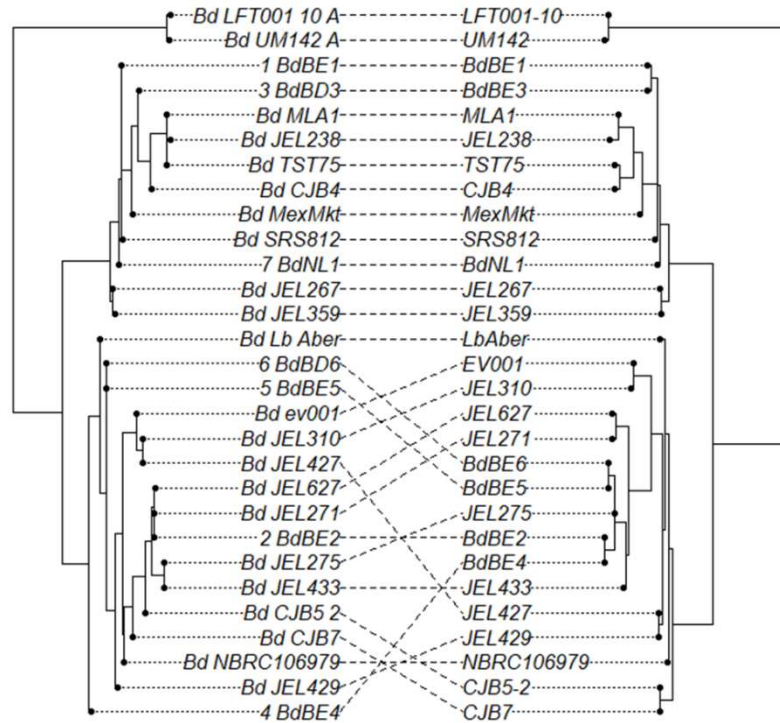 Bd LFT001 10 A LFT001-10
Bd UM142 A UM142
1 BdBE1 BdBE1
3 BdBD3 BdBE3
Bd MLA1 MLA1
Bd JEL238 JEL238
Bd TST75 TST75
Bd CJB4 CJB4
Bd MexMkt MexMkt
Bd SRS812 SRS812
7 BdNL1 BdNL1
Bd JEL267 JEL267
Bd JEL359 JEL359
Bd Lb Aber LbAber
6 BdBD6 EV001
5 BdBE5 JEL310
Bd ev001 JEL627
Bd JEL310 JEL271
Bd JEL427 BdBE6
Bd JEL627 BdBE5
Bd JEL271 JEL275
2 BdBE2 BdBE2
Bd JEL275 BdBE4
Bd JEL433 JEL433
Bd CJB5 2 JEL427
Bd CJB7 JEL429
Bd NBRC106979 NBRC106979
Bd JEL429 CJB5-2
4 BdBE4 CJB7